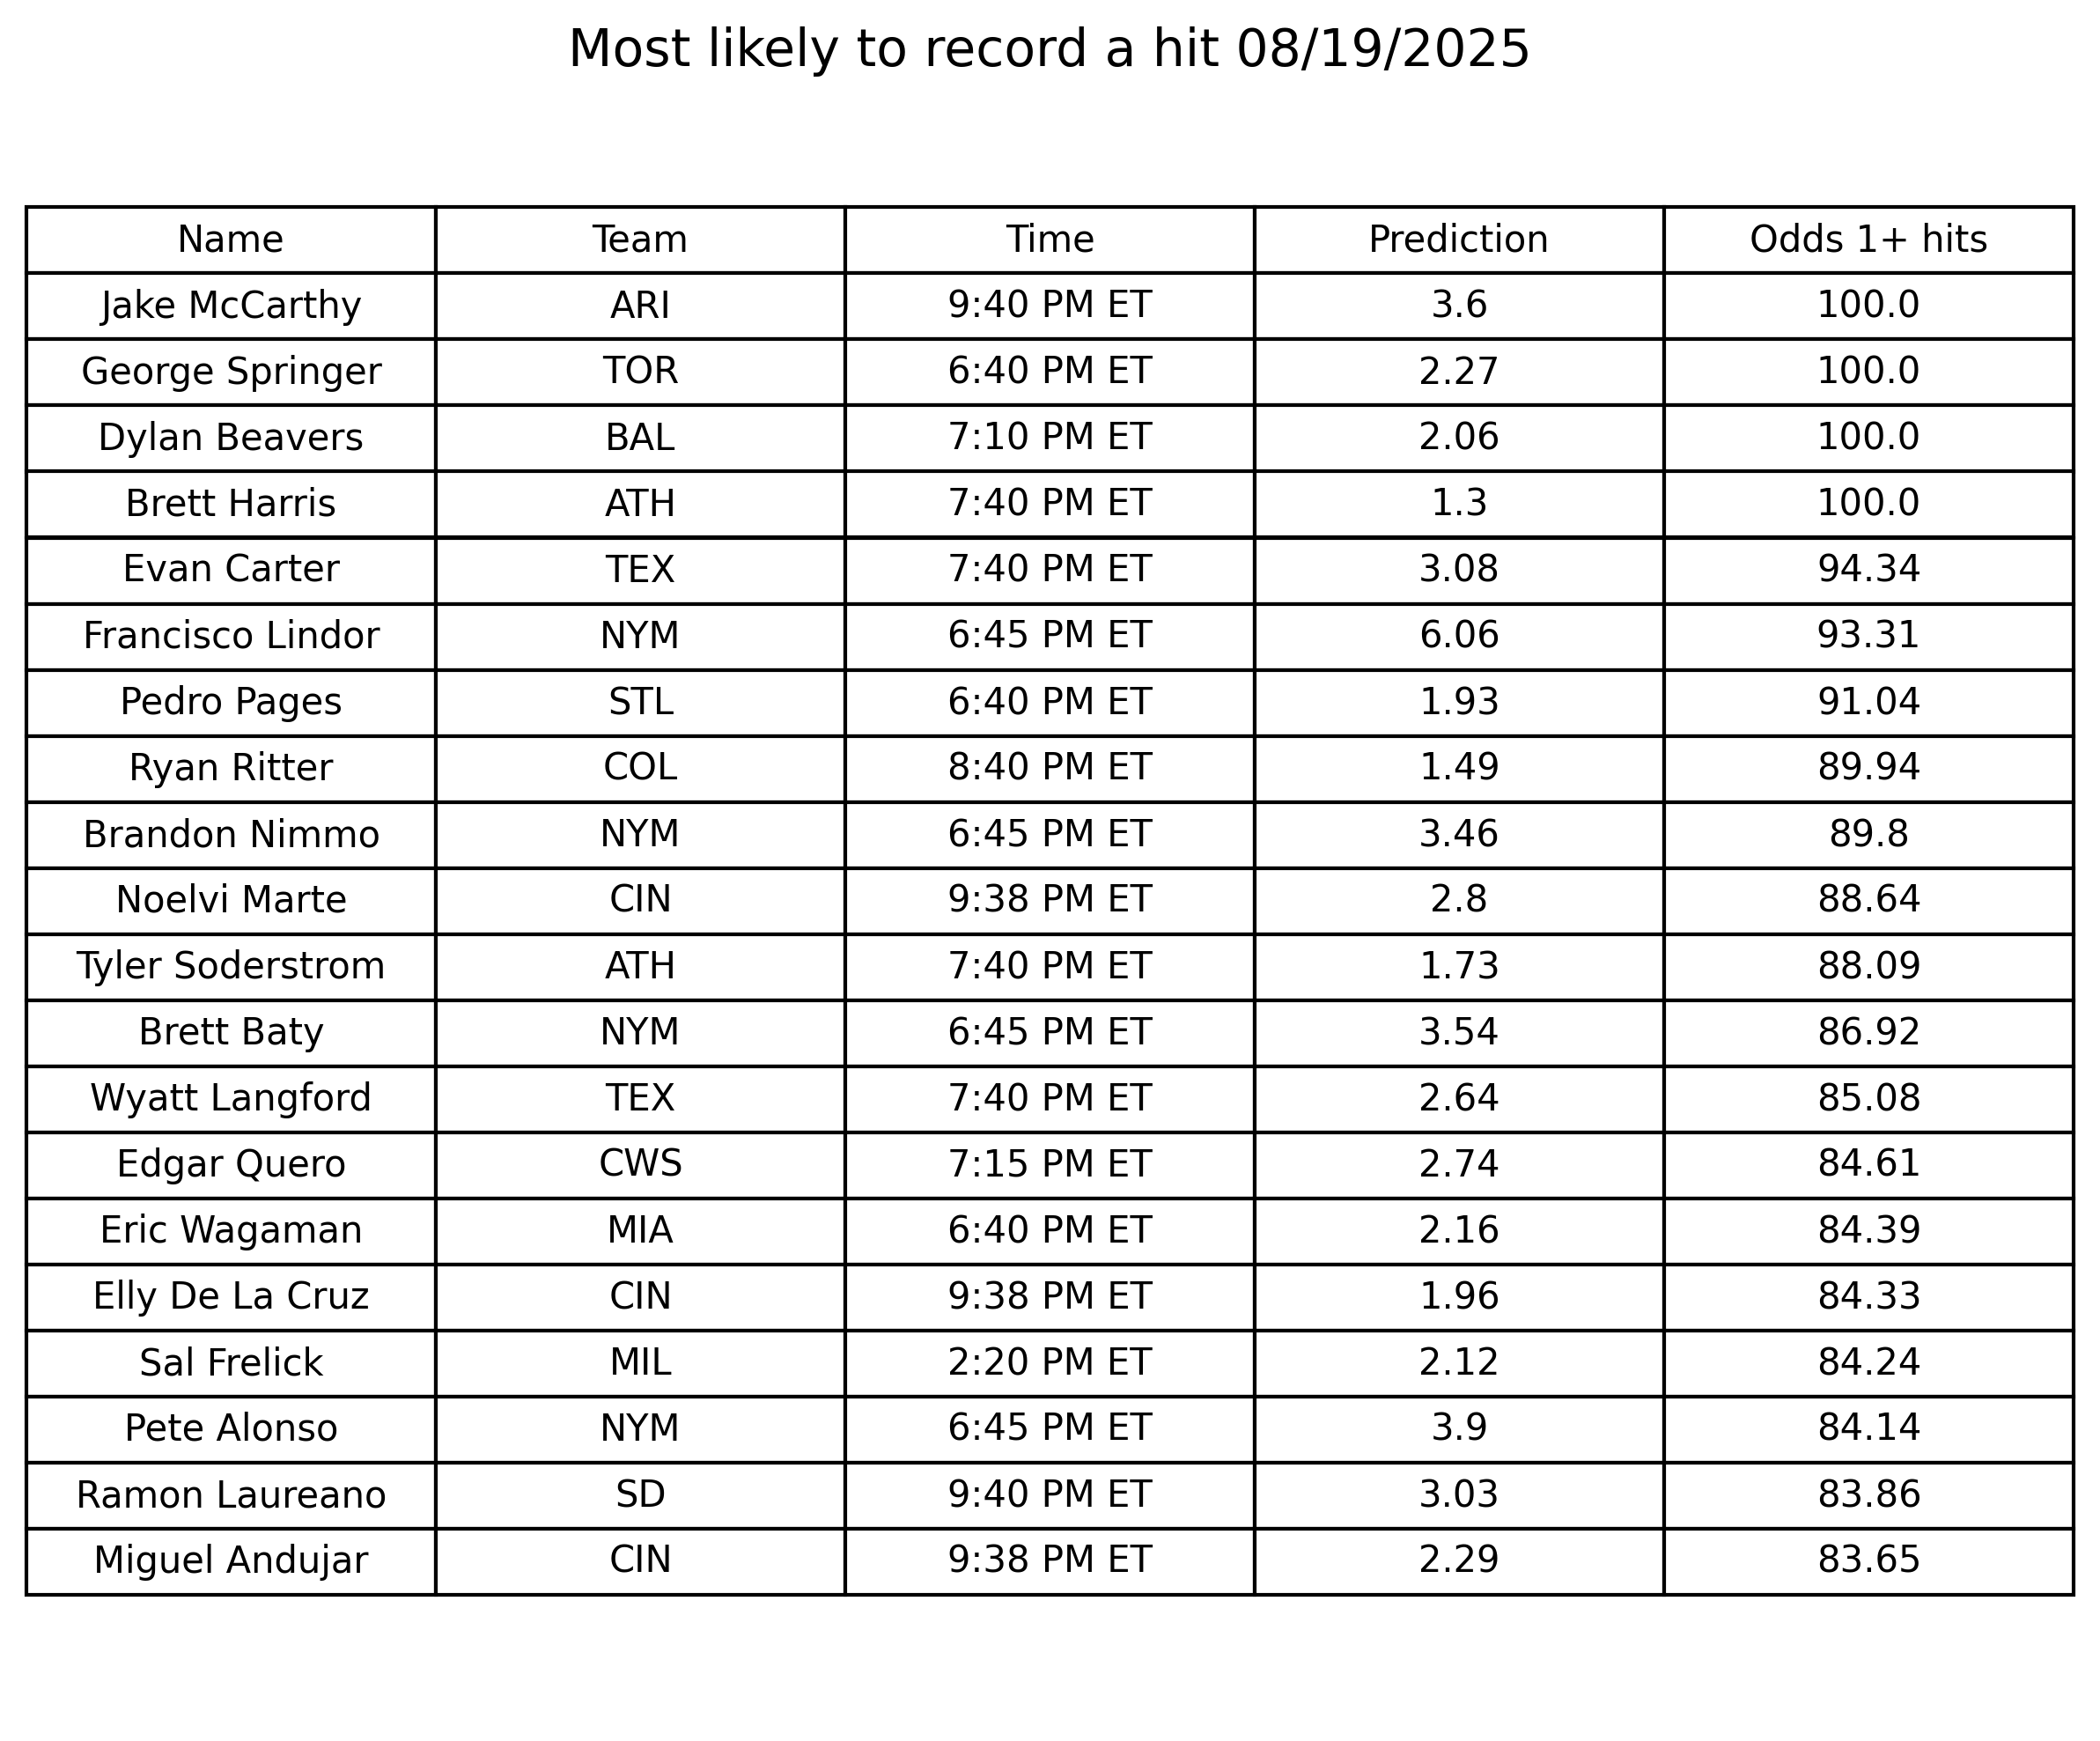 Most likely to record a hit 08/19/2025
Name Team Time Prediction Odds 1+ hits
Jake McCarthy ARI 9:40 PM ET 3.6 100.0
George Springer TOR 6:40 PM ET 2.27 100.0
Dylan Beavers BAL 7:10 PM ET 2.06 100.0
Brett Harris ATH 7:40 PM ET 1.3 100.0
Evan Carter TEX 7:40 PM ET 3.08 94.34
Francisco Lindor NYM 6:45 PM ET 6.06 93.31
Pedro Pages STL 6:40 PM ET 1.93 91.04
Ryan Ritter COL 8:40 PM ET 1.49 89.94
Brandon Nimmo NYM 6:45 PM ET 3.46 89.8
Noelvi Marte CIN 9:38 PM ET 2.8 88.64
Tyler Soderstrom ATH 7:40 PM ET 1.73 88.09
Brett Baty NYM 6:45 PM ET 3.54 86.92
Wyatt Langford TEX 7:40 PM ET 2.64 85.08
Edgar Quero CWS 7:15 PM ET 2.74 84.61
Eric Wagaman MIA 6:40 PM ET 2.16 84.39
Elly De La Cruz CIN 9:38 PM ET 1.96 84.33
Sal Frelick MIL 2:20 PM ET 2.12 84.24
Pete Alonso NYM 6:45 PM ET 3.9 84.14
Ramon Laureano SD 9:40 PM ET 3.03 83.86
Miguel Andujar CIN 9:38 PM ET 2.29 83.65